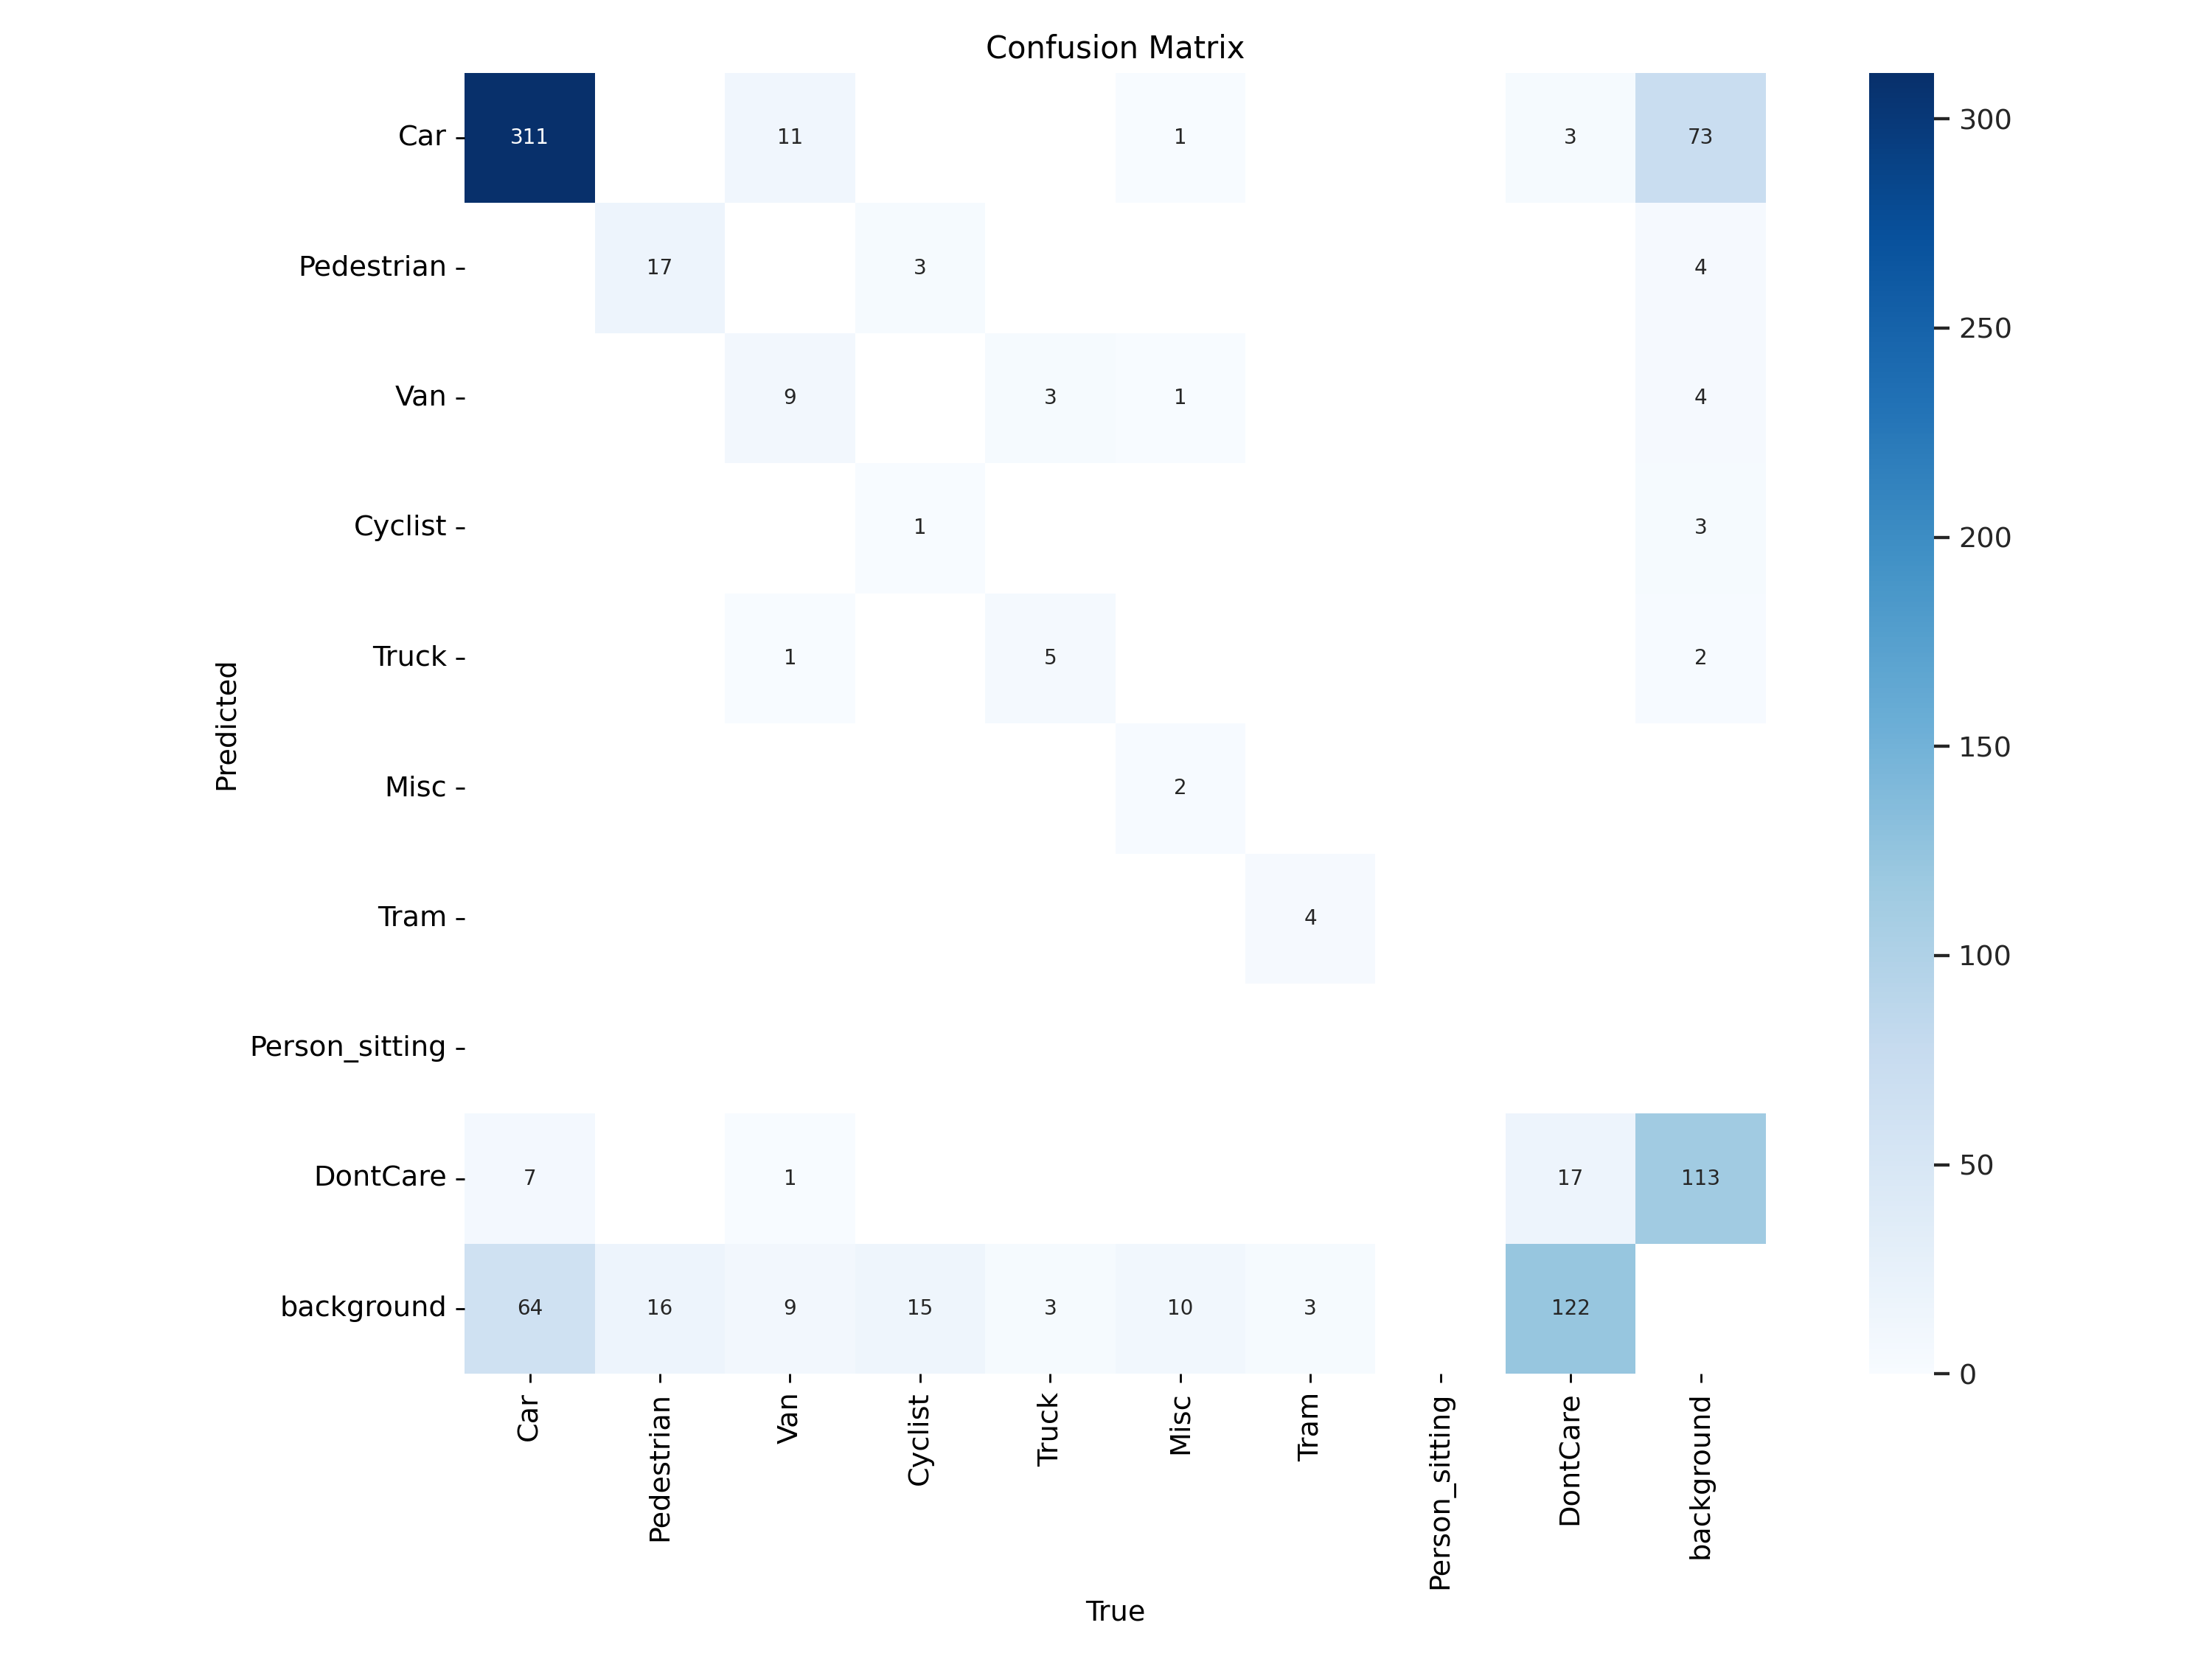 Confusion Matrix
Car 311 11 1 3 73
Pedestrian 17 3 4
Van 9 3 1 4
Cyclist 1 3
Truck 1 5 2
Misc 2
Tram 4
Person_sitting
DontCare 7 1 17 113
background 64 16 9 15 3 10 3 122
Predicted
Car Pedestrian Van Cyclist Truck Misc Tram Person_sitting DontCare background
True
300
250
200
150
100
50
0